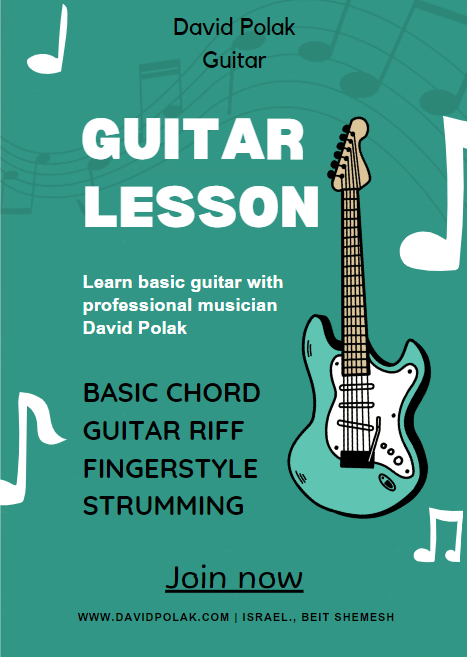 David Polak
Guitar
GUITAR
LESSON
Learn basic guitar with
professional musician
David Polak
BASIC CHORD
GUITAR RIFF
FINGERSTYLE
STRUMMING
Join now
WWW.DAVIDPOLAK.COM | ISRAEL., BEIT SHEMESH